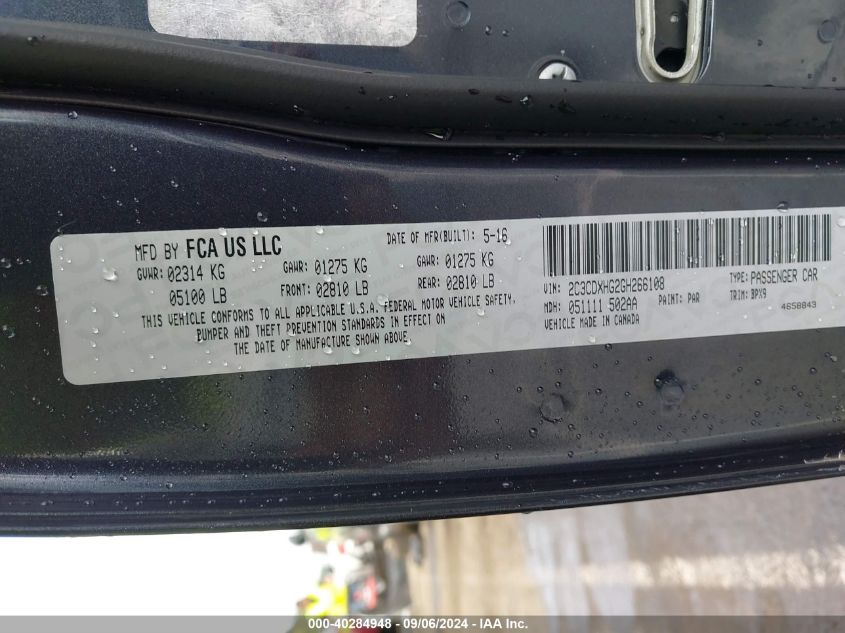 MFD BY FCA US LLC
DATE OF MFR(BUILT): 5-16
GVWR: 02314 KG
GAWR: 01275 KG
GAWR: 01275 KG
05100 LB
FRONT: 02810 LB
REAR: 02810 LB
THIS VEHICLE CONFORMS TO ALL APPLICABLE U.S.A. FEDERAL MOTOR VEHICLE SAFETY,
BUMPER AND THEFT PREVENTION STANDARDS IN EFFECT ON
THE DATE OF MANUFACTURE SHOWN ABOVE.
VIN: 2C3CDXHG2GH266108
TYPE: PASSENGER CAR
MDH: 051111 502AA
PAINT: PAR
TRIM: BPX9
VEHICLE MADE IN CANADA
4658843
000-40284948 - 09/06/2024 - IAA Inc.